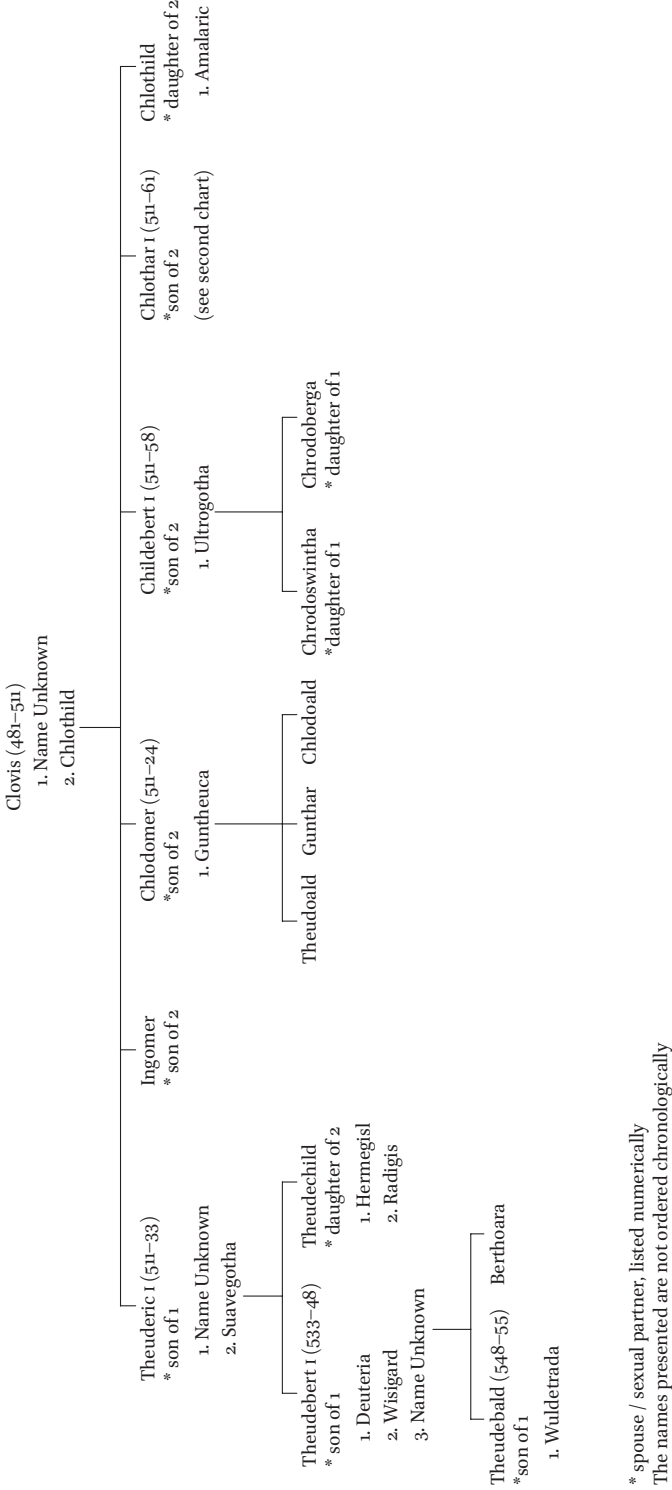 Clovis (481–511)
1. Name Unknown
2. Chlothild
Theuderic I (511–33)
* son of 1
1. Name Unknown
2. Suavegotha
Ingomer
* son of 2
Chlodomer (511–24)
*son of 2
1. Guntheuca
Childebert I (511–58)
*son of 2
1. Ultrogotha
Chlothar I (511–61)
*son of 2
(see second chart)
Chlothild
* daughter of 2
1. Amalaric
Theudebert I (533–48)
* son of 1
1. Deuteria
2. Wisigard
3. Name Unknown
Theudechild
* daughter of 2
1. Hermegisl
2. Radigis
Theudoald Gunthar Chlodoald
Chrodoswintha
*daughter of 1
Chrodoberga
* daughter of 1
Theudebald (548–55)
*son of 1
1. Wuldetrada
Berthoara
* spouse / sexual partner, listed numerically
The names presented are not ordered chronologically